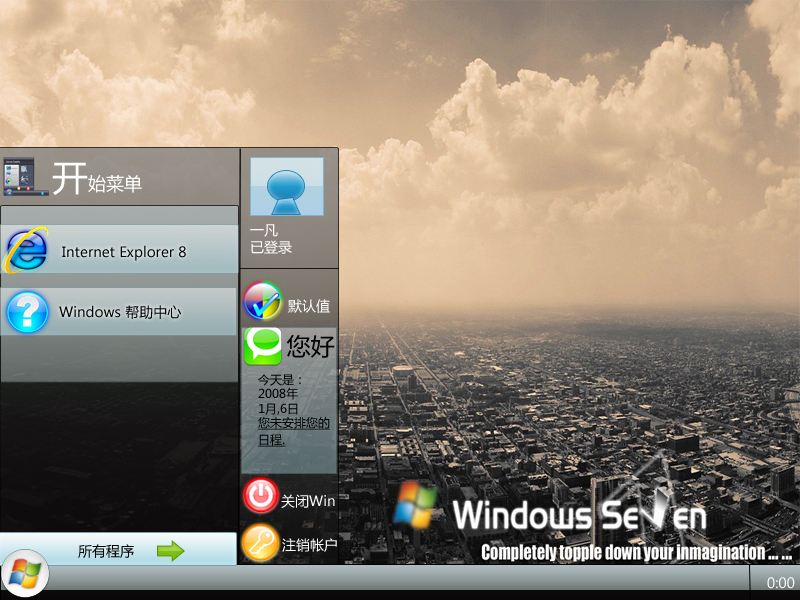 开始菜单
Internet Explorer 8
Windows 帮助中心
所有程序
一凡
已登录
默认值
您好
今天是：
2008年
1月,6日
您未安排您的
日程.
关闭Win
注销帐户
Windows Seven
Completely topple down your inmagination ... ...
0:00